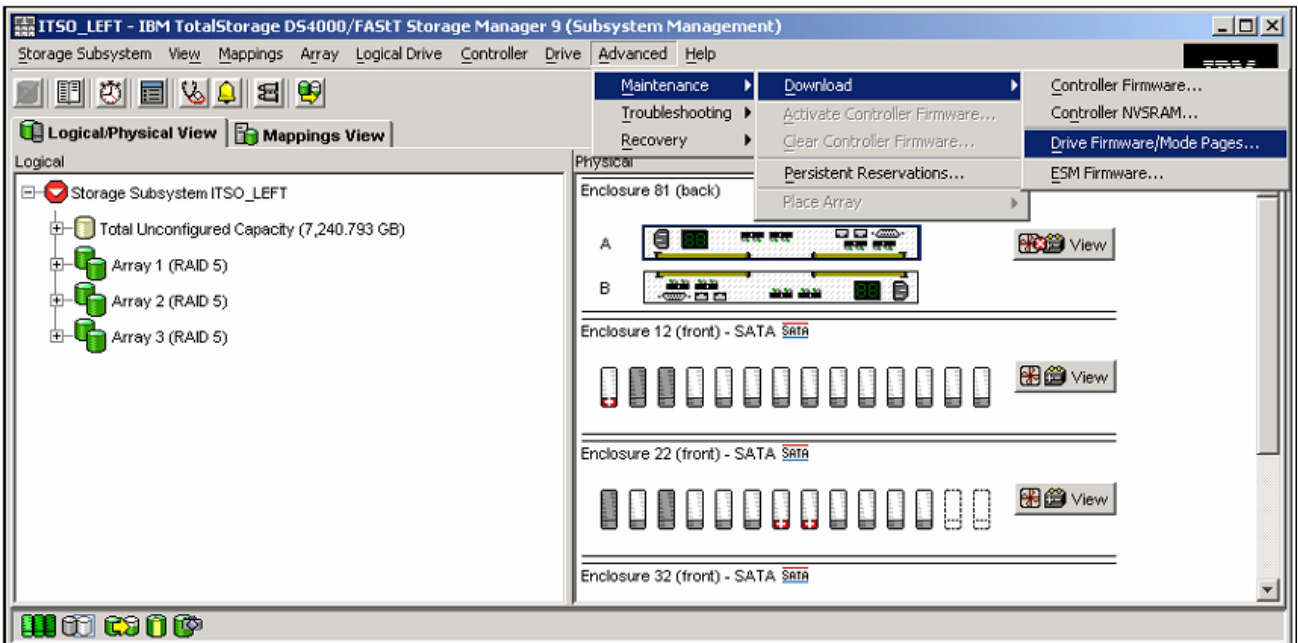 ITSO_LEFT - IBM TotalStorage DS4000/FAStT Storage Manager 9 (Subsystem Management)
Storage Subsystem View Mappings Array Logical Drive Controller Drive Advanced Help
IBM
Maintenance
Troubleshooting
Recovery
Download
Activate Controller Firmware...
Clear Controller Firmware...
Persistent Reservations...
Place Array
Controller Firmware...
Controller NVSRAM...
Drive Firmware/Mode Pages...
ESM Firmware...
Logical/Physical View Mappings View
Logical
Storage Subsystem ITSO_LEFT
Total Unconfigured Capacity (7,240.793 GB)
Array 1 (RAID 5)
Array 2 (RAID 5)
Array 3 (RAID 5)
Physical
Enclosure 81 (back)
A
View
B
Enclosure 12 (front) - SATA SATA
View
Enclosure 22 (front) - SATA SATA
View
Enclosure 32 (front) - SATA SATA